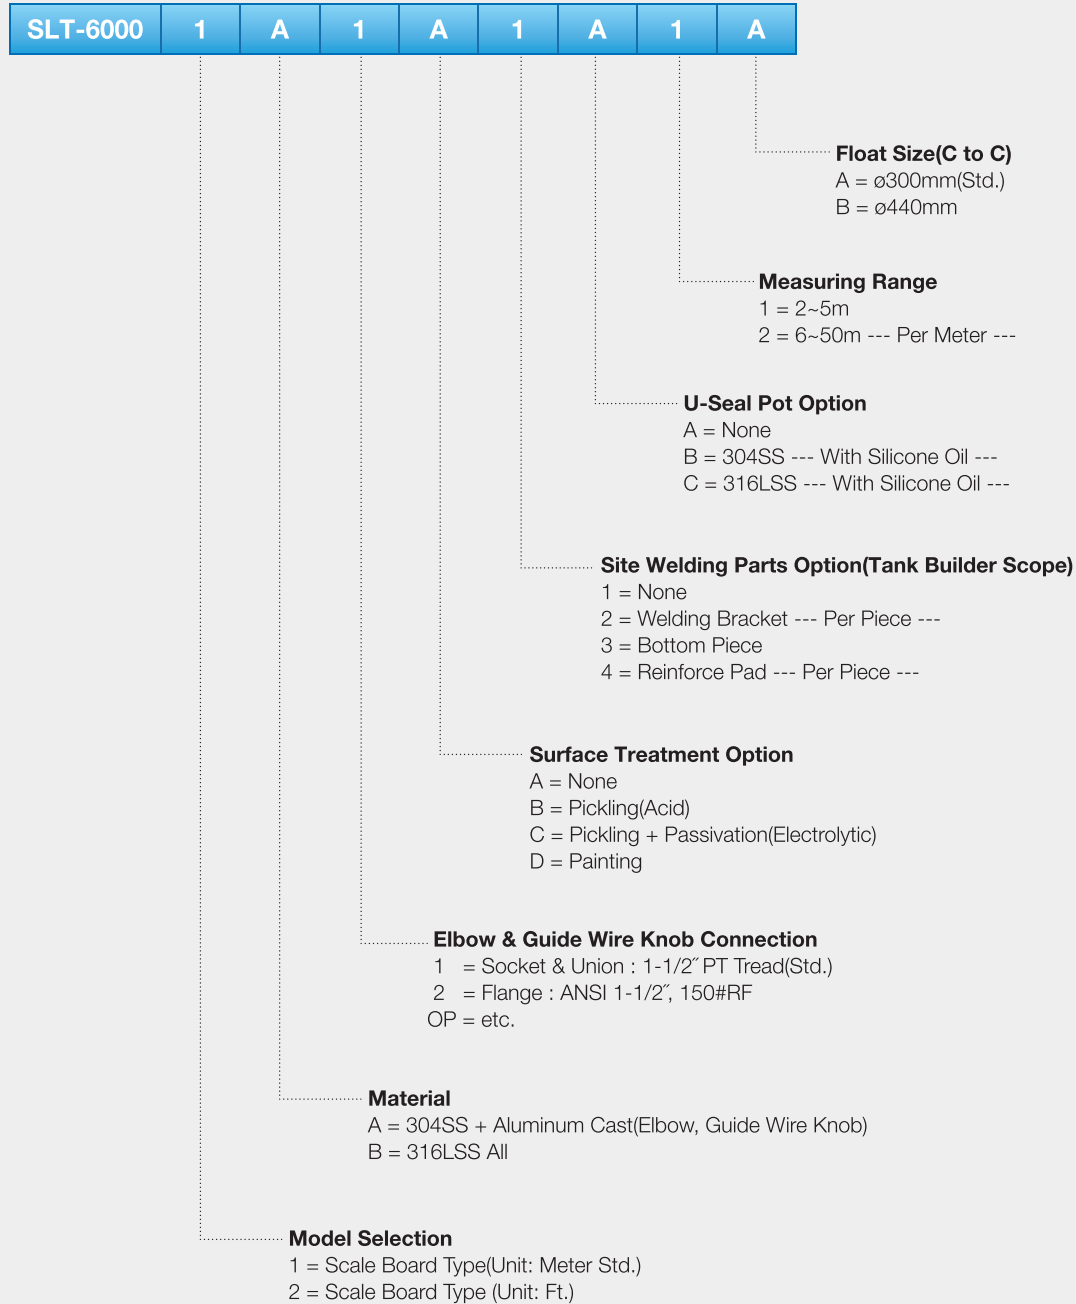 SLT-6000 1 A 1 A 1 A 1 A
Float Size(C to C)
A = ø300mm(Std.)
B = ø440mm
Measuring Range
1 = 2~5m
2 = 6~50m --- Per Meter ---
U-Seal Pot Option
A = None
B = 304SS --- With Silicone Oil ---
C = 316LSS --- With Silicone Oil ---
Site Welding Parts Option(Tank Builder Scope)
1 = None
2 = Welding Bracket --- Per Piece ---
3 = Bottom Piece
4 = Reinforce Pad --- Per Piece ---
Surface Treatment Option
A = None
B = Pickling(Acid)
C = Pickling + Passivation(Electrolytic)
D = Painting
Elbow & Guide Wire Knob Connection
1 = Socket & Union : 1-1/2˝ PT Tread(Std.)
2 = Flange : ANSI 1-1/2˝, 150#RF
OP = etc.
Material
A = 304SS + Aluminum Cast(Elbow, Guide Wire Knob)
B = 316LSS All
Model Selection
1 = Scale Board Type(Unit: Meter Std.)
2 = Scale Board Type (Unit: Ft.)